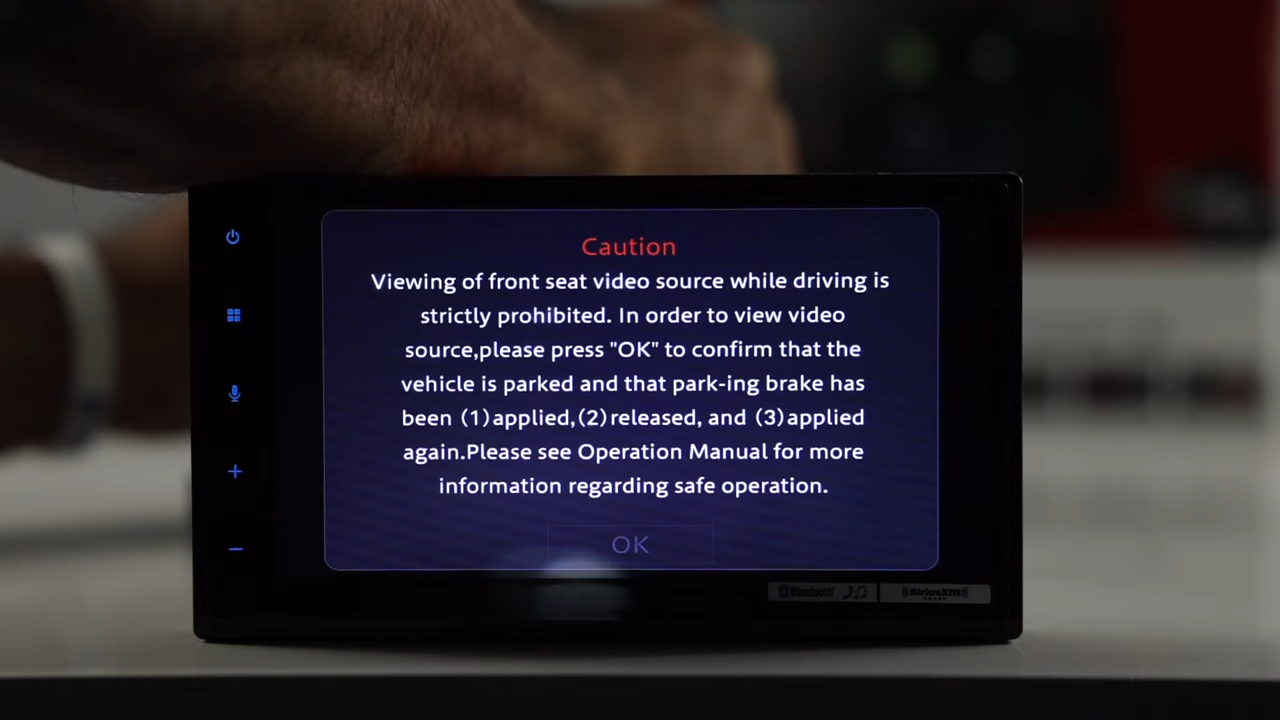 Caution
Viewing of front seat video source while driving is
strictly prohibited. In order to view video
source,please press "OK" to confirm that the
vehicle is parked and that park-ing brake has
been (1)applied,(2)released, and (3)applied
again.Please see Operation Manual for more
information regarding safe operation.
OK
Bluetooth
SiriusXM
READY